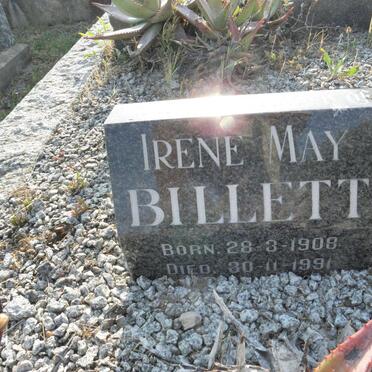 IRENE MAY
BILLETT
BORN. 28-3-1908
DIED. 30-11-1991